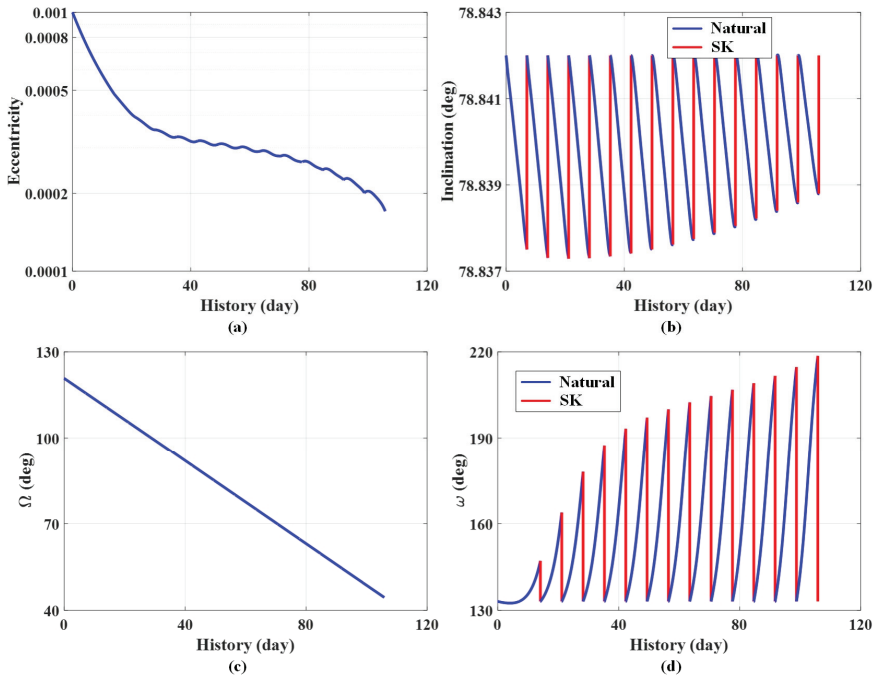 0.001
0.0008
0.0005
0.0002
0.0001
Eccentricity
0 40 80 120
History (day)
(a)
78.843
78.841
78.839
78.837
Inclination (deg)
Natural
SK
0 40 80 120
History (day)
(b)
130
100
70
40
Ω (deg)
0 40 80 120
History (day)
(c)
220
190
160
130
ω (deg)
Natural
SK
0 40 80 120
History (day)
(d)